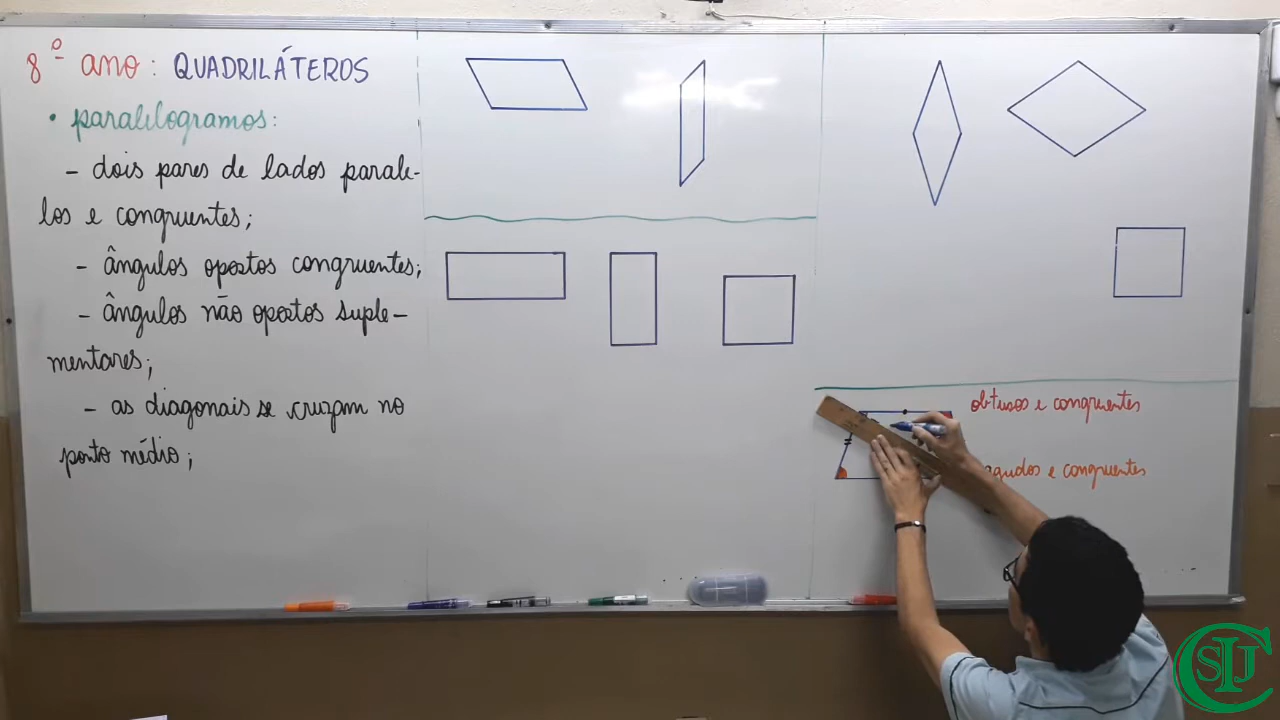 8º ano: QUADRILÁTEROS
• paralelogramos:
- dois pares de lados parale-
los e congruentes;
- ângulos opostos congruentes;
- ângulos não opostos suple-
mentares;
- as diagonais se cruzam no
ponto médio;
obtusos e congruentes
agudos e congruentes
CSIJ